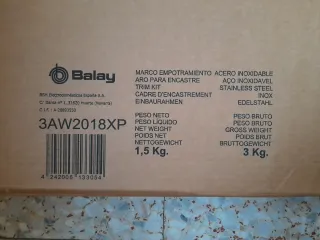 Balay
MARCO EMPOTRAMIENTO ACERO INOXIDABLE
ARO PARA ENCASTRE AÇO INOXIDAVEL
TRIM KIT STAINLESS STEEL
CADRE D'ENCASTREMENT INOX
EINBAURAHMEN EDELSTAHL
3AW2018XP
PESO NETO PESO BRUTO
PESO LÍQUIDO PESO BRUTO
NET WEIGHT GROSS WEIGHT
POIDS NET POIDS BRUT
NETTOGEWICHT BRUTTOGEWICHT
1,5 Kg. 3 Kg.